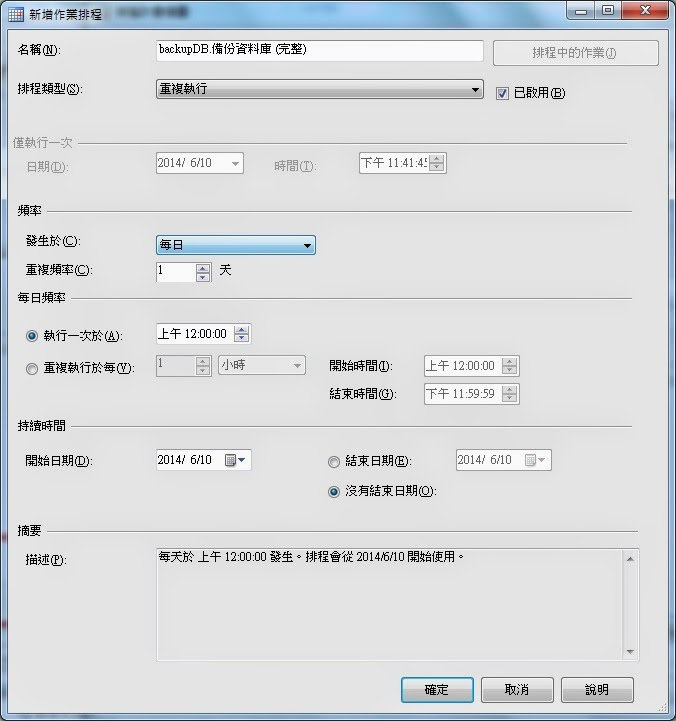 新增作業排程
名稱(N): backupDB.備份資料庫 (完整) 排程中的作業(J)
排程類型(S): 重複執行 已啟用(B)
僅執行一次
日期(D): 2014/ 6/10 時間(T): 下午 11:41:45
頻率
發生於(C): 每日
重複頻率(C): 1 天
每日頻率
執行一次於(A): 上午 12:00:00
重複執行於每(V): 1 小時 開始時間(I): 上午 12:00:00
結束時間(G): 下午 11:59:59
持續時間
開始日期(D): 2014/ 6/10 結束日期(E): 2014/ 6/10
沒有結束日期(O):
摘要
描述(P): 每天於 上午 12:00:00 發生。排程會從 2014/6/10 開始使用。
確定 取消 說明